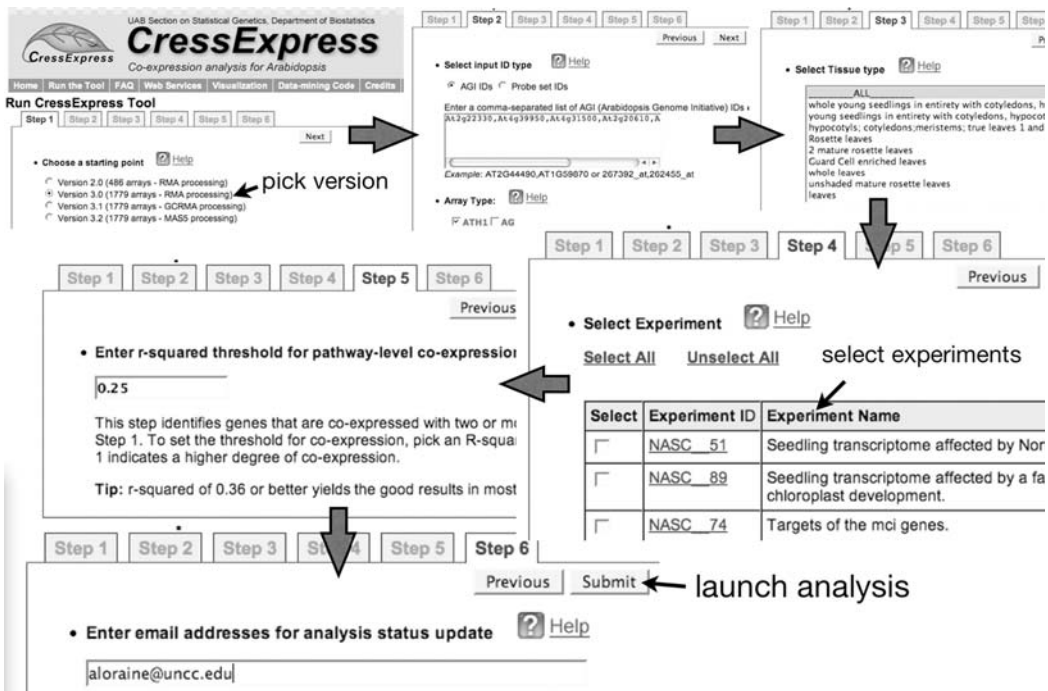 UAB Section on Statistical Genetics, Department of Biostatistics
CressExpress
CressExpress
Co-expression analysis for Arabidopsis
Home Run the Tool FAQ Web Services Visualization Data-mining Code Credits
Run CressExpress Tool
Step 1 Step 2 Step 3 Step 4 Step 5 Step 6
Next
• Choose a starting point ? Help
Version 2.0 (486 arrays - RMA processing)
Version 3.0 (1779 arrays - RMA processing)
Version 3.1 (1779 arrays - GCRMA processing)
Version 3.2 (1779 arrays - MAS5 processing)
pick version
Step 1 Step 2 Step 3 Step 4 Step 5 Step 6
Previous Next
• Select input ID type ? Help
AGI IDs Probe set IDs
Enter a comma-separated list of AGI (Arabidopsis Genome Initiative) IDs
At2g22330,At4g39950,At4g31500,At2g20610,A
Example: AT2G44490,AT1G59870 or 267392_at,262455_at
• Array Type: ? Help
ATH1 AG
Step 1 Step 2 Step 3 Step 4 Step 5 Step
• Select Tissue type ? Help
ALL
whole young seedlings in entirety with cotyledons, h
young seedlings in entirety with cotyledons, hypocot
hypocotyls; cotyledons;meristems; true leaves 1 and
Rosette leaves
2 mature rosette leaves
Guard Cell enriched leaves
whole leaves
unshaded mature rosette leaves
leaves
Step 1 Step 2 Step 3 Step 4 5 Step 6
Previous
• Select Experiment ? Help
Select All Unselect All
select experiments
Select Experiment ID Experiment Name
NASC__51 Seedling transcriptome affected by Nor
NASC__89 Seedling transcriptome affected by a fa
chloroplast development.
NASC__74 Targets of the mci genes.
Step 1 Step 2 Step 3 Step 4 Step 5 Step 6
Previous
• Enter r-squared threshold for pathway-level co-expression
0.25
This step identifies genes that are co-expressed with two or mo
Step 1. To set the threshold for co-expression, pick an R-squa
1 indicates a higher degree of co-expression.
Tip: r-squared of 0.36 or better yields the good results in most
Step 1 Step 2 Step 3 St 4 Step 5 Step 6
Previous Submit
launch analysis
• Enter email addresses for analysis status update ? Help
aloraine@uncc.edu